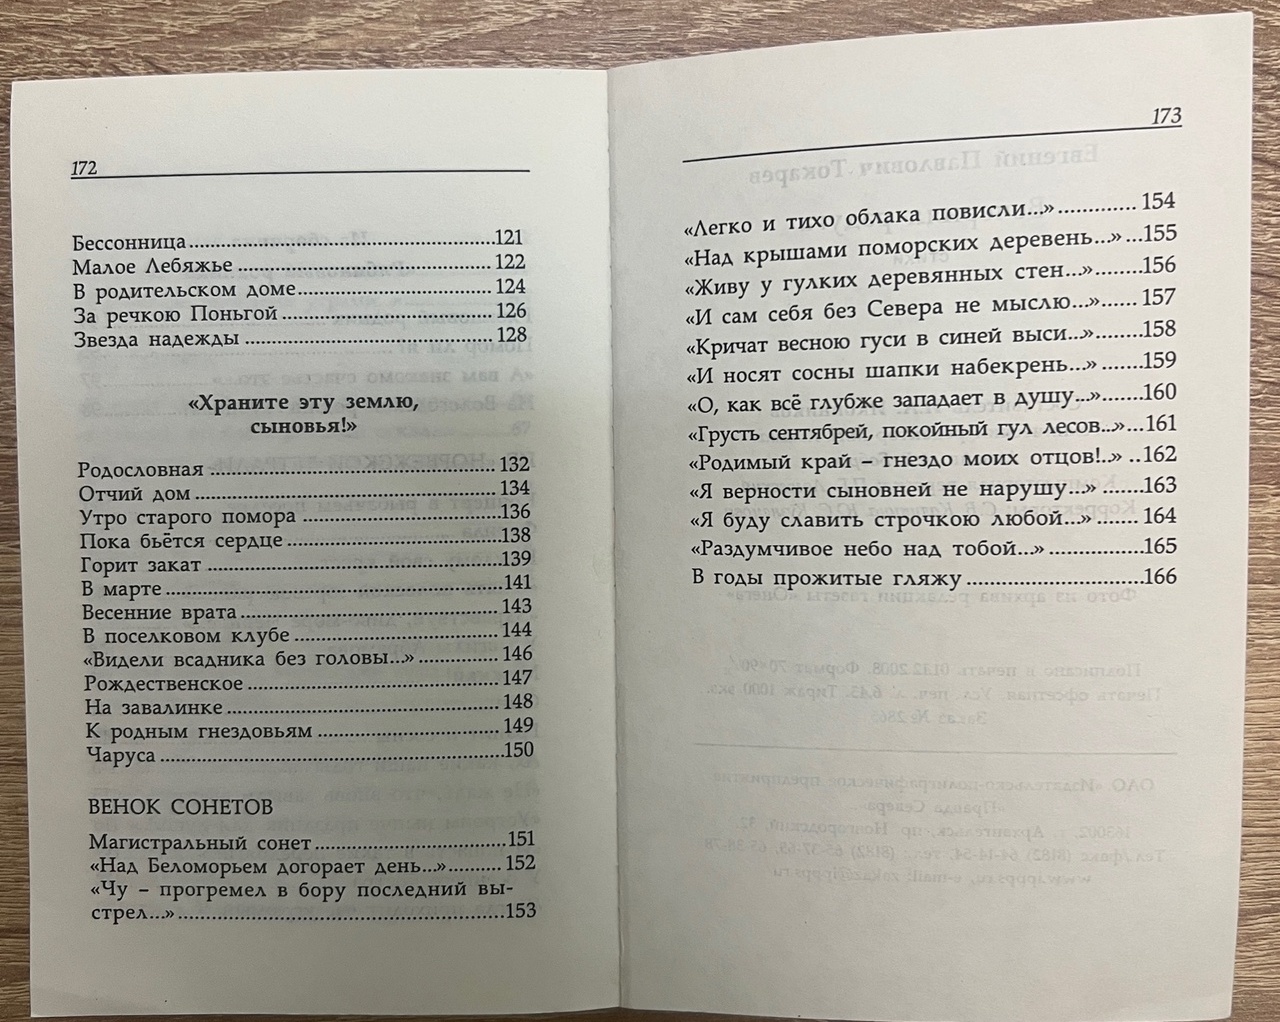 172
Бессонница.................................................121
Малое Лебяжье.........................................122
В родительском доме................................124
За речкою Поньгой...................................126
Звезда надежды.........................................128
«Храните эту землю,
сыновья!»
Родословная................................................132
Отчий дом...................................................134
Утро старого помора..................................136
Пока бьётся сердце....................................138
Горит закат..................................................139
В марте........................................................141
Весенние врата............................................143
В поселковом клубе....................................144
«Видели всадника без головы...»................146
Рождественское...........................................147
На завалинке...............................................148
К родным гнездовьям................................149
Чаруса..........................................................150
ВЕНОК СОНЕТОВ
Магистральный сонет................................151
«Над Беломорьем догорает день...»............152
«Чу – прогремел в бору последний вы-
стрел...»........................................................153
173
«Легко и тихо облака повисли...».............154
«Над крышами поморских деревень...»...155
«Живу у гулких деревянных стен...»........156
«И сам себя без Севера не мыслю...»......157
«Кричат весною гуси в синей выси...».......158
«И носят сосны шапки набекрень...».......159
«О, как всё глубже западает в душу...».....160
«Грусть сентябрей, покойный гул лесов...»...161
«Родимый край – гнездо моих отцов!..»..162
«Я верности сыновней не нарушу...»......163
«Я буду славить строчкою любой...».......164
«Раздумчивое небо над тобой...»..............165
В годы прожитые гляжу...........................166